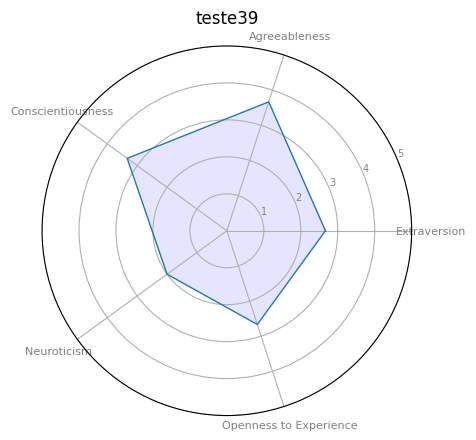 teste39
Agreeableness
Conscientiousness
5
4
3
2
1
Extraversion
Neuroticism
Openness to Experience